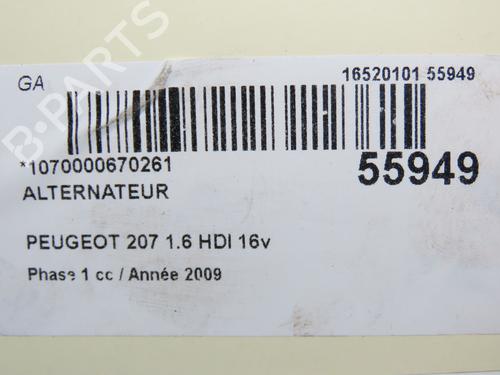 GA
16520101 55949
*1070000670261
55949
ALTERNATEUR
PEUGEOT 207 1.6 HDI 16v
Phase 1 cc / Année 2009
B-PARTS